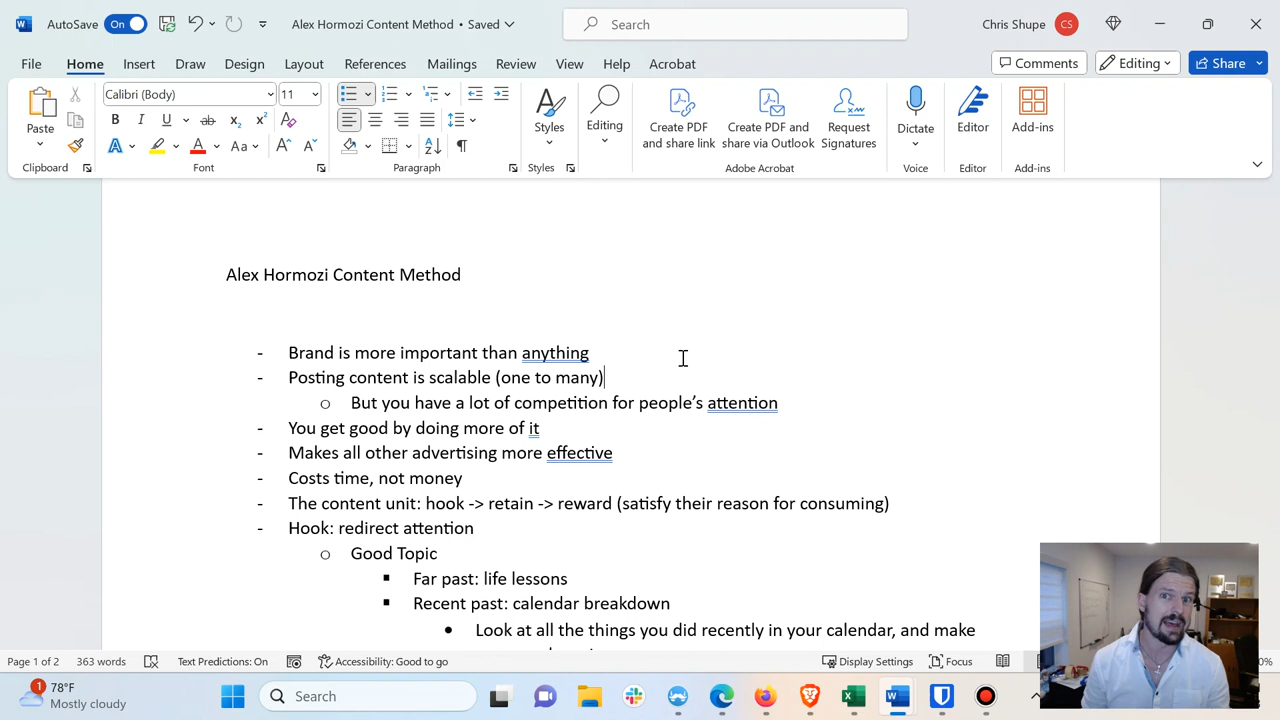 AutoSave On Alex Hormozi Content Method • Saved Search Chris Shupe CS
File Home Insert Draw Design Layout References Mailings Review View Help Acrobat Comments Editing Share
Calibri (Body) 11
B I U ab x₂ x² A
A A Aa A A
Paste Styles Editing Create PDF and share link Create PDF and share via Outlook Request Signatures Dictate Editor Add-ins
Clipboard Font Paragraph Styles Adobe Acrobat Voice Editor Add-ins
Alex Hormozi Content Method
- Brand is more important than anything
- Posting content is scalable (one to many)
o But you have a lot of competition for people’s attention
- You get good by doing more of it
- Makes all other advertising more effective
- Costs time, not money
- The content unit: hook -> retain -> reward (satisfy their reason for consuming)
- Hook: redirect attention
o Good Topic
▪ Far past: life lessons
▪ Recent past: calendar breakdown
• Look at all the things you did recently in your calendar, and make
Page 1 of 2 363 words Text Predictions: On Accessibility: Good to go Display Settings Focus 0%
1 78°F Mostly cloudy Search